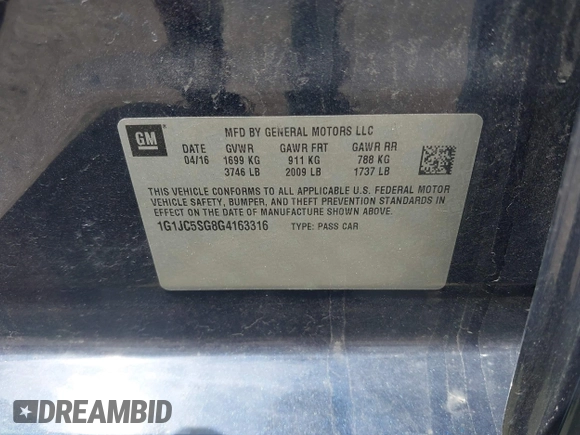 GM
MFD BY GENERAL MOTORS LLC
DATE GVWR GAWR FRT GAWR RR
04/16 1699 KG 911 KG 788 KG
3746 LB 2009 LB 1737 LB
THIS VEHICLE CONFORMS TO ALL APPLICABLE U.S. FEDERAL MOTOR
VEHICLE SAFETY, BUMPER, AND THEFT PREVENTION STANDARDS IN
EFFECT ON THE DATE OF MANUFACTURE SHOWN ABOVE.
1G1JC5SG8G4163316 TYPE: PASS CAR
DREAMBID